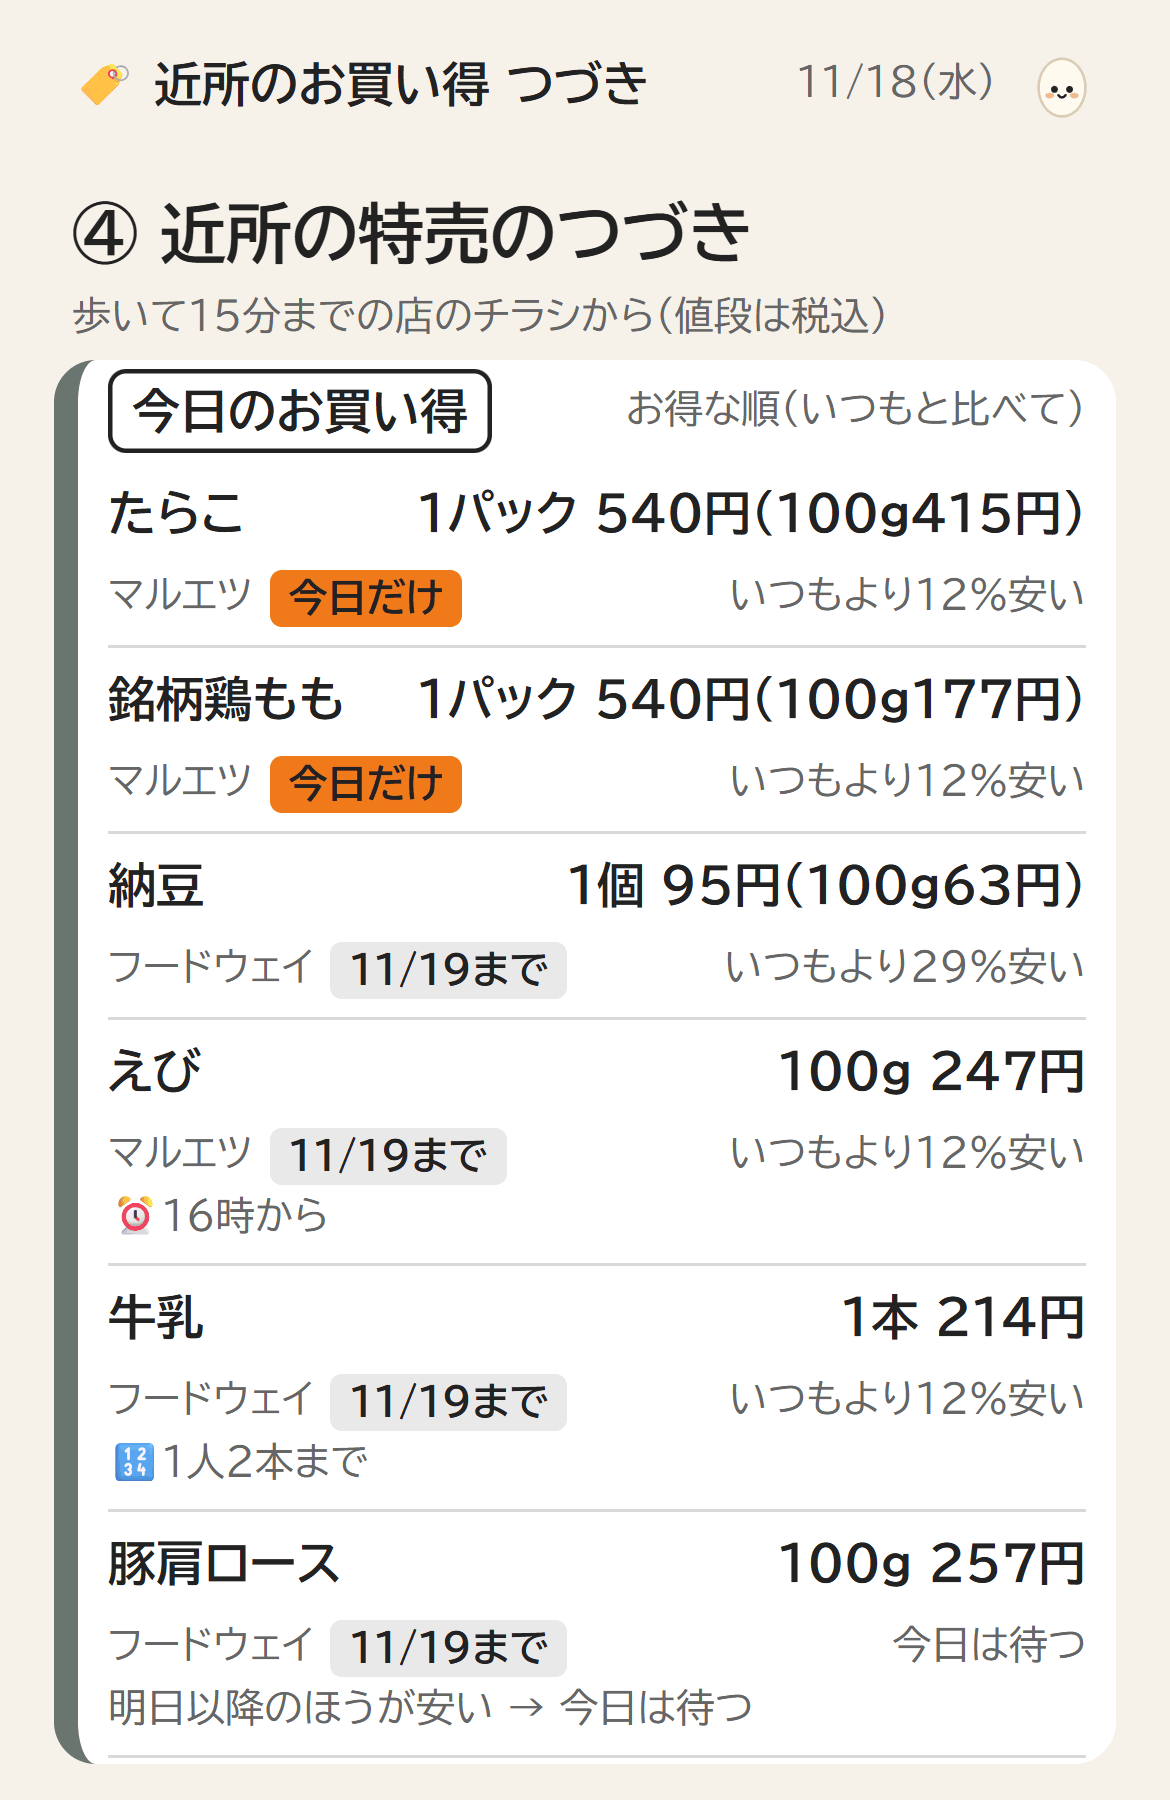 近所のお買い得 つづき 11/18(水)
④ 近所の特売のつづき
歩いて15分までの店のチラシから(値段は税込)
今日のお買い得 お得な順(いつもと比べて)
たらこ 1パック 540円(100g415円)
マルエツ 今日だけ いつもより12%安い
銘柄鶏もも 1パック 540円(100g177円)
マルエツ 今日だけ いつもより12%安い
納豆 1個 95円(100g63円)
フードウェイ 11/19まで いつもより29%安い
えび 100g 247円
マルエツ 11/19まで いつもより12%安い
⏰16時から
牛乳 1本 214円
フードウェイ 11/19まで いつもより12%安い
🔢1人2本まで
豚肩ロース 100g 257円
フードウェイ 11/19まで 今日は待つ
明日以降のほうが安い → 今日は待つ